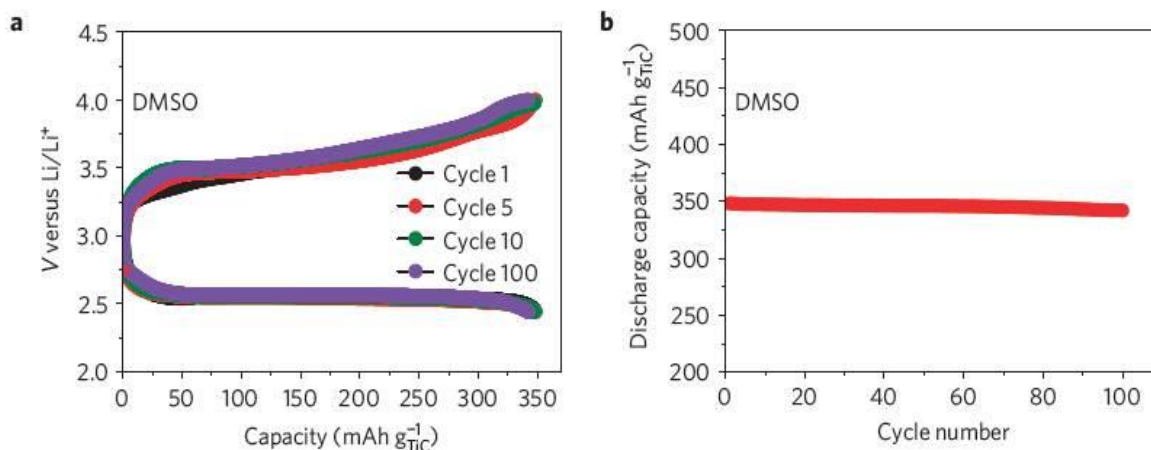 a
V versus Li/Li⁺
4.5
4.0
3.5
3.0
2.5
2.0
DMSO
Cycle 1
Cycle 5
Cycle 10
Cycle 100
0 50 100 150 200 250 300 350
Capacity (mAh g⁻¹TiC)
b
Discharge capacity (mAh g⁻¹TiC)
500
450
400
350
300
250
200
DMSO
0 20 40 60 80 100
Cycle number